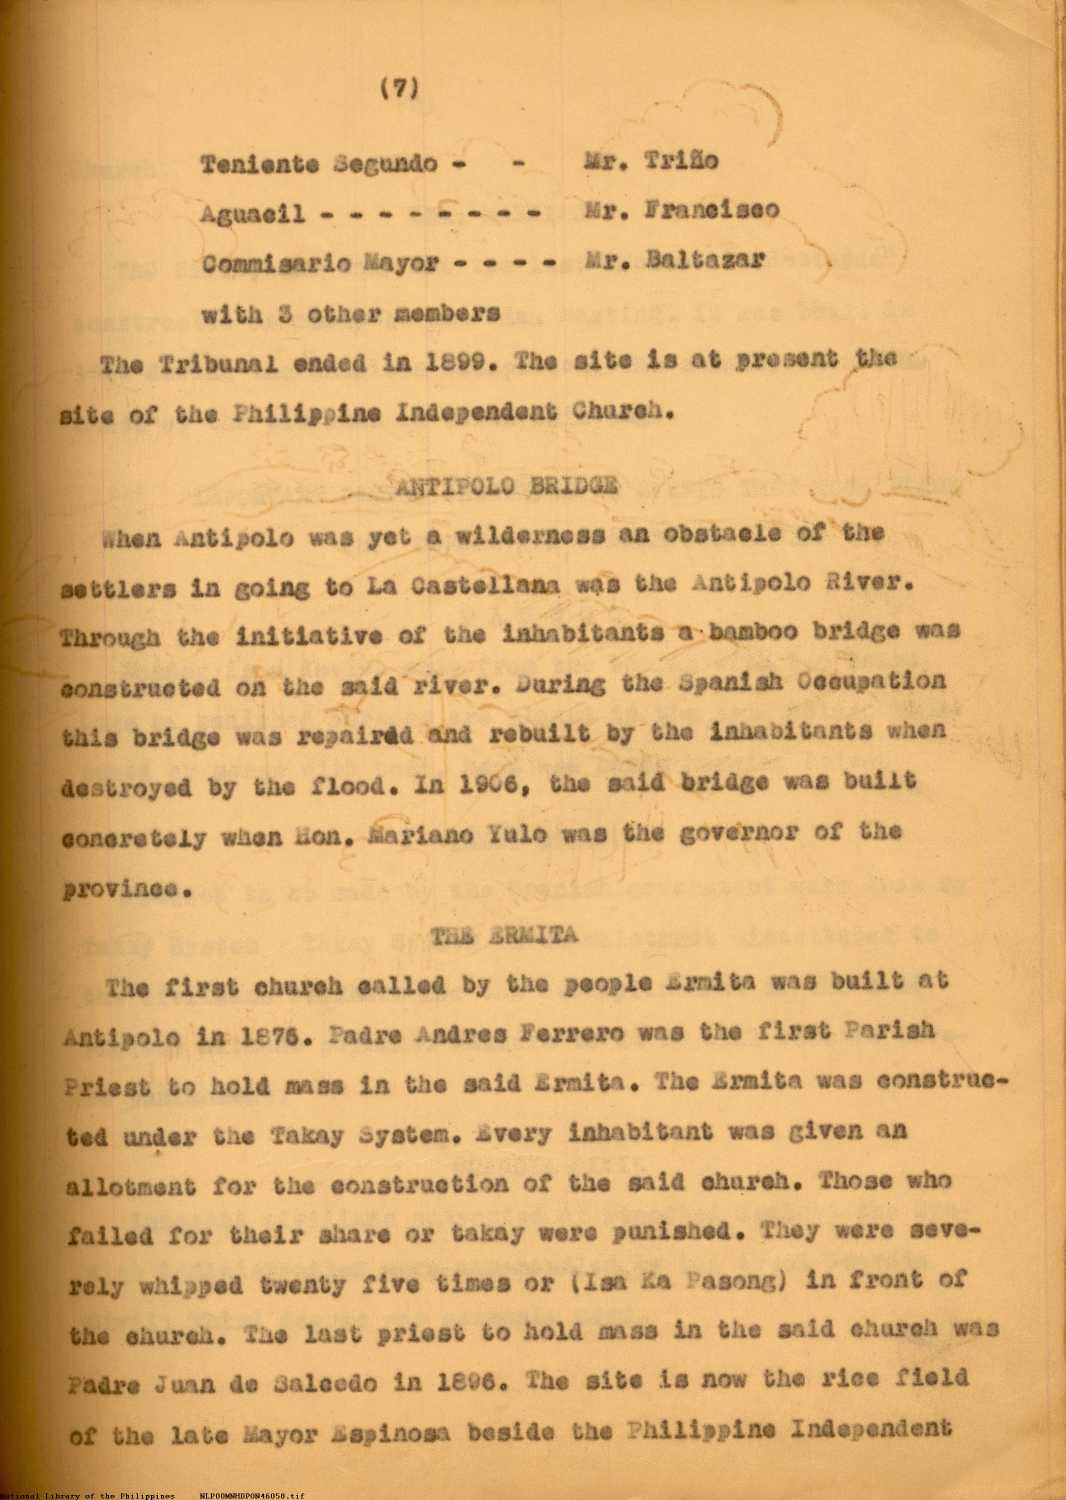 (7)
Teniente Segundo - - Mr. Triño
Aguacil - - - - - - - - Mr. Francisco
Commisario Mayor - - - - Mr. Baltazar
with 3 other members
The Tribunal ended in 1899. The site is at present the
site of the Philippine Independent Church.
ANTIPOLO BRIDGE
When Antipolo was yet a wilderness an obstacle of the
settlers in going to La Castellana was the Antipolo River.
Through the initiative of the inhabitants a bamboo bridge was
constructed on the said river. During the Spanish Occupation
this bridge was repaired and rebuilt by the inhabitants when
destroyed by the flood. In 1906, the said bridge was built
concretely when Hon. Mariano Yulo was the governor of the
province.
THE ERMITA
The first church called by the people Ermita was built at
Antipolo in 1876. Padre Andres Ferrero was the first Parish
Priest to hold mass in the said Ermita. The Ermita was construc-
ted under the Takay System. Every inhabitant was given an
allotment for the construction of the said church. Those who
failed for their share or takay were punished. They were seve-
rely whipped twenty five times or (Isa Ka Pasong) in front of
the church. The last priest to hold mass in the said church was
Padre Juan de Salcedo in 1896. The site is now the rice field
of the late Mayor Espinosa beside the Philippine Independent
National Library of the Philippines NLPOOMNHDPON46050.tif